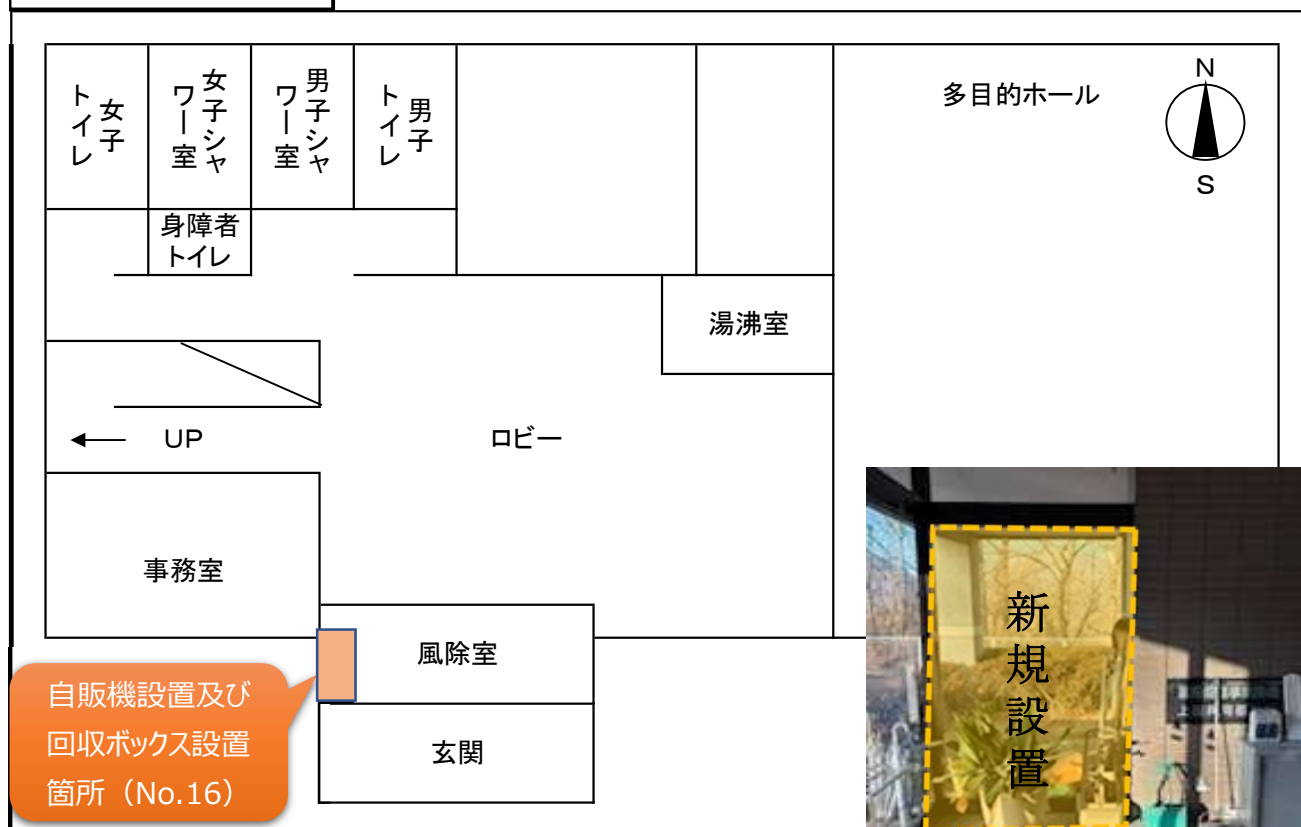 女子
トイレ
女子シャ
ワー室
男子シャ
ワー室
男子
トイレ
多目的ホール
N
S
身障者
トイレ
湯沸室
UP
ロビー
事務室
風除室
玄関
自販機設置及び
回収ボックス設置
箇所（No.16）
新規設置